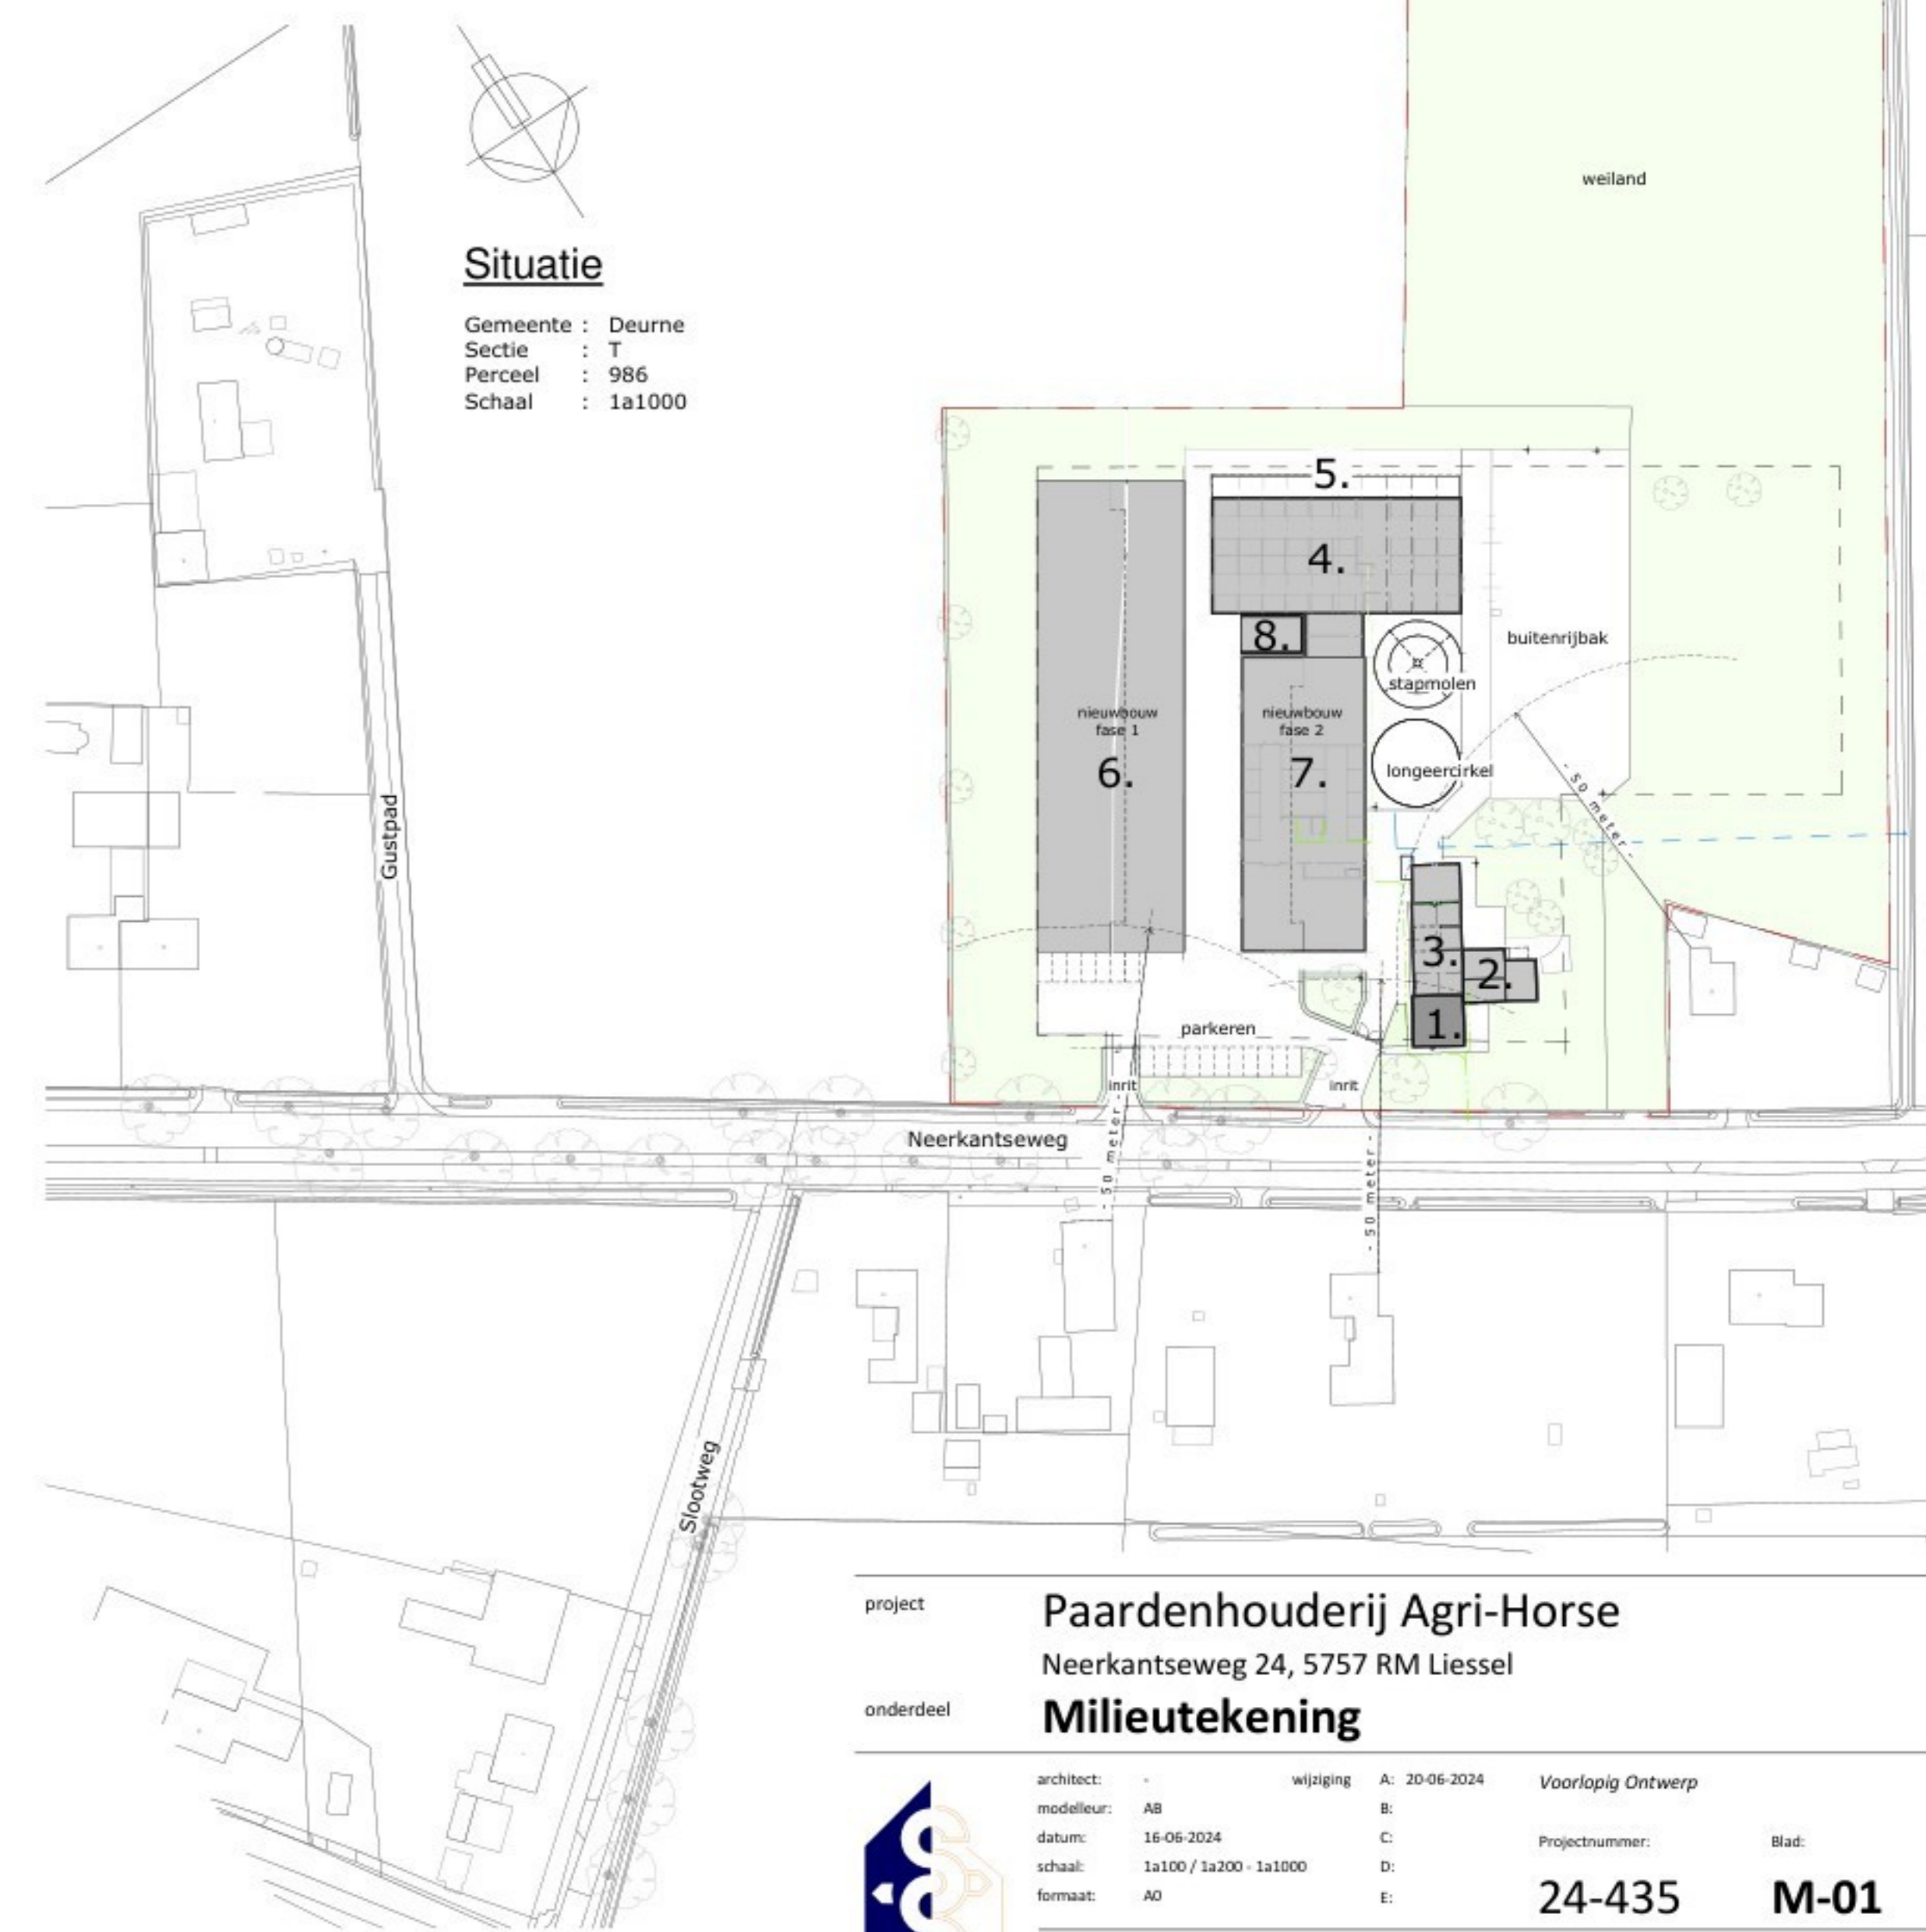 weiland
Situatie
Gemeente : Deurne
Sectie : T
Perceel : 986
Schaal : 1a1000
5.
4.
8.
buitenrijbak
stapmolen
nieuwbouw
fase 1
nieuwbouw
fase 2
6.
7.
longeercirkel
- 50 meter -
Gustpad
3.
2.
1.
parkeren
inrit
inrit
Neerkantseweg
- 50 meter -
- 50 meter -
Slootweg
project
Paardenhouderij Agri-Horse
Neerkantseweg 24, 5757 RM Liessel
onderdeel
Milieutekening
architect: - wijziging A: 20-06-2024 Voorlopig Ontwerp
modelleur: AB B:
datum: 16-06-2024 C: Projectnummer: Blad:
schaal: 1a100 / 1a200 - 1a1000 D:
formaat: A0 E: 24-435 M-01